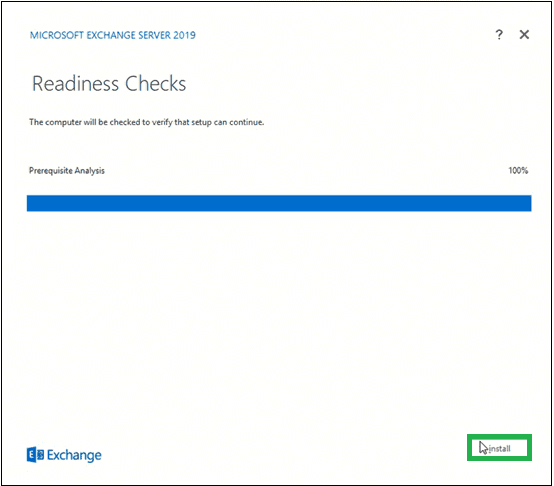 MICROSOFT EXCHANGE SERVER 2019 ?
Readiness Checks
The computer will be checked to verify that setup can continue.
Prerequisite Analysis 100%
Exchange
install